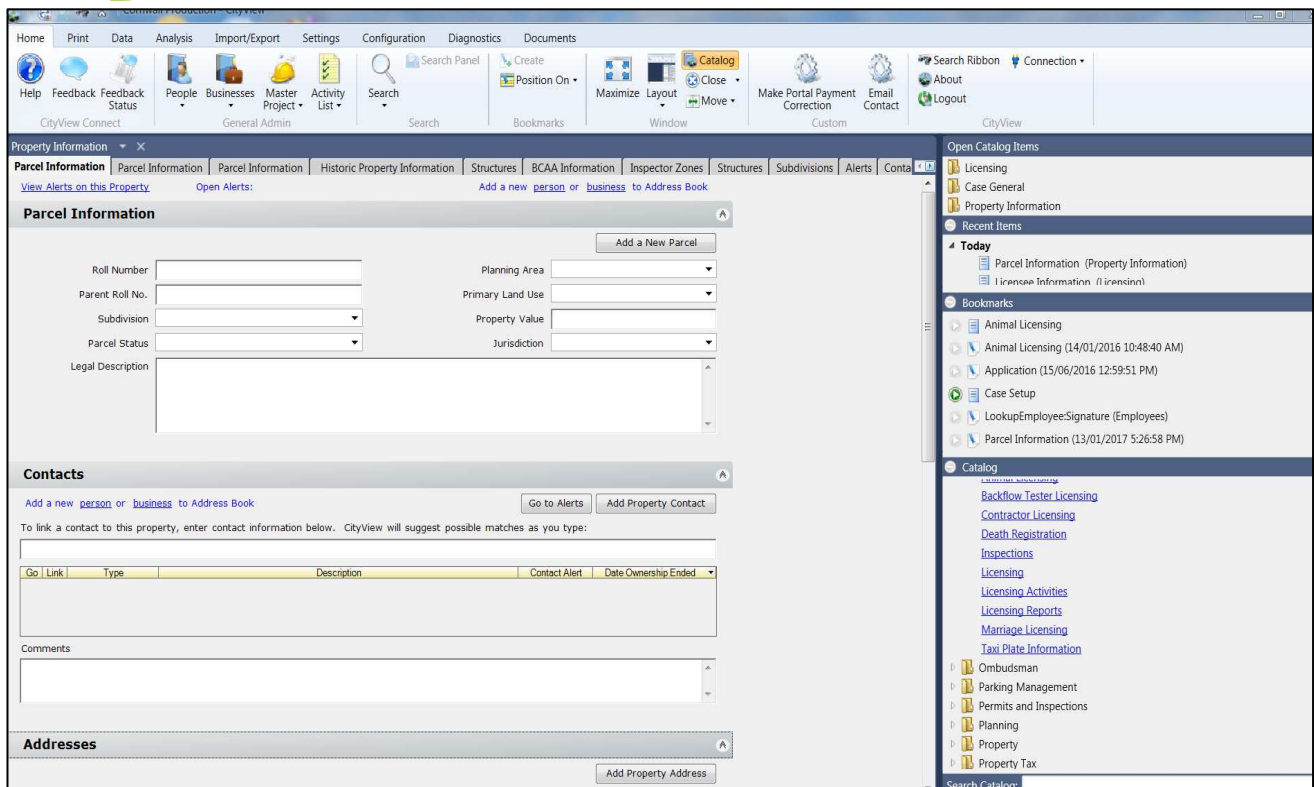 Cornwall Production - CityView
Home Print Data Analysis Import/Export Settings Configuration Diagnostics Documents
Help Feedback Feedback Status
CityView Connect
People Businesses Master Project Activity List
General Admin
Search Search Panel
Search
Create
Position On
Bookmarks
Maximize Layout Catalog
Close
Move
Window
Make Portal Payment Correction Email Contact
Custom
Search Ribbon Connection
About
Logout
CityView
Property Information
Parcel Information Parcel Information Parcel Information Historic Property Information Structures BCAA Information Inspector Zones Structures Subdivisions Alerts Conta
View Alerts on this Property Open Alerts: Add a new person or business to Address Book
Parcel Information
Add a New Parcel
Roll Number Planning Area
Parent Roll No. Primary Land Use
Subdivision Property Value
Parcel Status Jurisdiction
Legal Description
Contacts
Add a new person or business to Address Book Go to Alerts Add Property Contact
To link a contact to this property, enter contact information below. CityView will suggest possible matches as you type:
Go Link Type Description Contact Alert Date Ownership Ended
Comments
Addresses
Add Property Address
Open Catalog Items
Licensing
Case General
Property Information
Recent Items
Today
Parcel Information (Property Information)
Licensee Information (Licensing)
Bookmarks
Animal Licensing
Animal Licensing (14/01/2016 10:48:40 AM)
Application (15/06/2016 12:59:51 PM)
Case Setup
LookupEmployee:Signature (Employees)
Parcel Information (13/01/2017 5:26:58 PM)
Catalog
Animal Licensing
Backflow Tester Licensing
Contractor Licensing
Death Registration
Inspections
Licensing
Licensing Activities
Licensing Reports
Marriage Licensing
Taxi Plate Information
Ombudsman
Parking Management
Permits and Inspections
Planning
Property
Property Tax
Search Catalog: